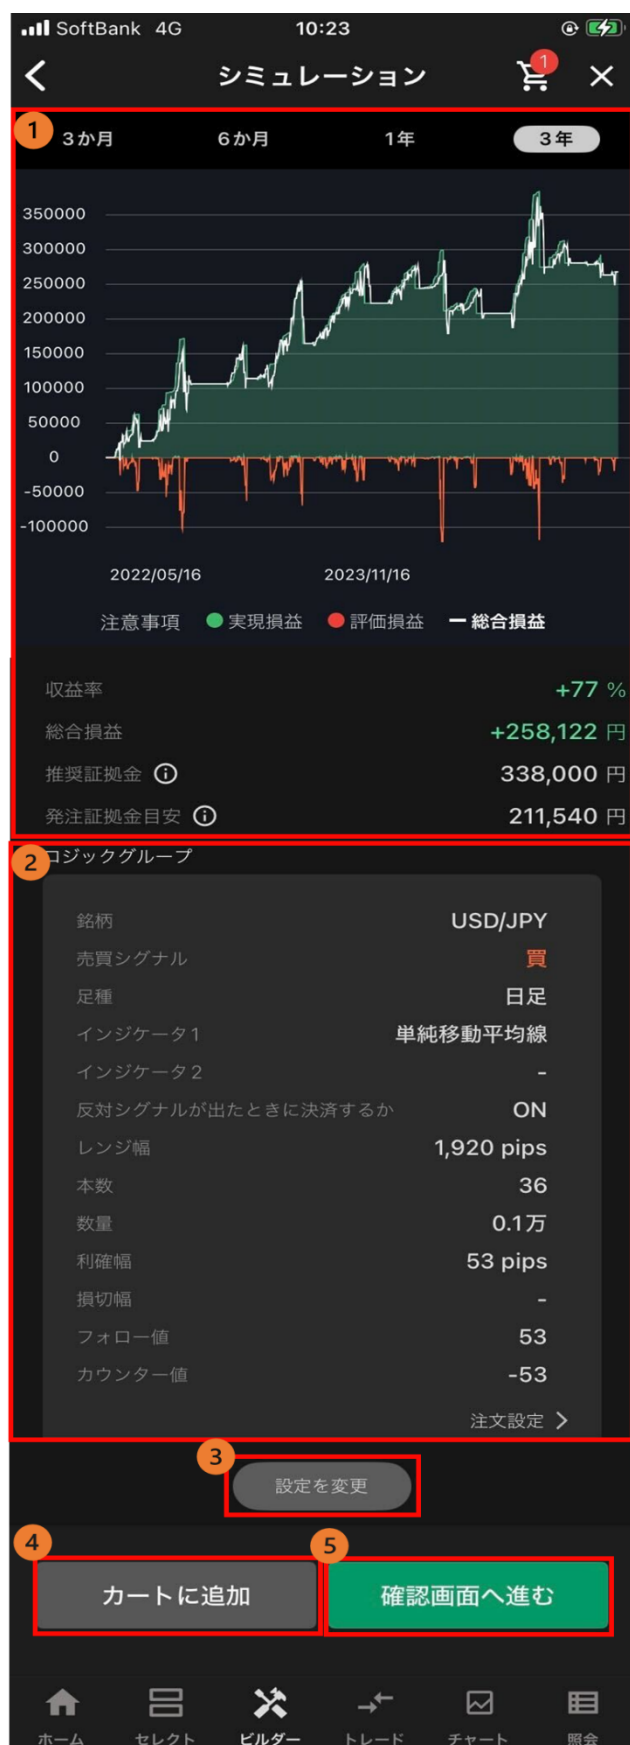 SoftBank 4G 10:23
シミュレーション 1
1 3か月 6か月 1年 3年
350000
300000
250000
200000
150000
100000
50000
0
-50000
-100000
2022/05/16 2023/11/16
注意事項 実現損益 評価損益 総合損益
収益率 +77 %
総合損益 +258,122 円
推奨証拠金 338,000 円
発注証拠金目安 211,540 円
2 ロジックグループ
銘柄 USD/JPY
売買シグナル 買
足種 日足
インジケータ1 単純移動平均線
インジケータ2 -
反対シグナルが出たときに決済するか ON
レンジ幅 1,920 pips
本数 36
数量 0.1万
利確幅 53 pips
損切幅 -
フォロー値 53
カウンター値 -53
注文設定
3
設定を変更
4 5
カートに追加 確認画面へ進む
ホーム セレクト ビルダー トレード チャート 照会